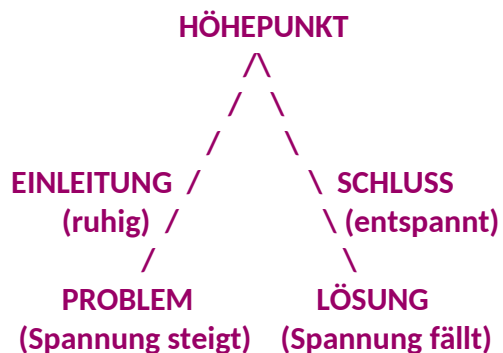 HÖHEPUNKT
/\
/ \
/ \
/ \
EINLEITUNG / \ SCHLUSS
(ruhig) / \ (entspannt)
/ \
PROBLEM LÖSUNG
(Spannung steigt) (Spannung fällt)